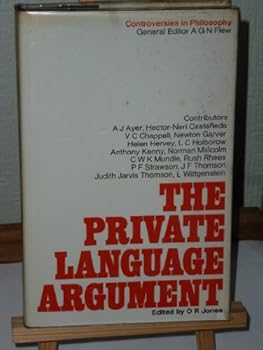 Controversies in Philosophy
General Editor A G N Flew
Contributors
A J Ayer, Hector-Neri Castañeda
V C Chappell, Newton Garver
Helen Hervey, L C Holborow
Anthony Kenny, Norman Malcolm
C W K Mundle, Rush Rhees
P F Strawson, J F Thomson
Judith Jarvis Thomson, L Wittgenstein
THE
PRIVATE
LANGUAGE
ARGUMENT
Edited by O R Jones